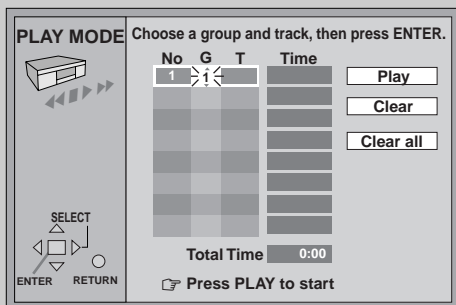 PLAY MODE
Choose a group and track, then press ENTER.
No G T Time
1 1
Play
Clear
Clear all
SELECT
ENTER RETURN
Total Time 0:00
☞ Press PLAY to start